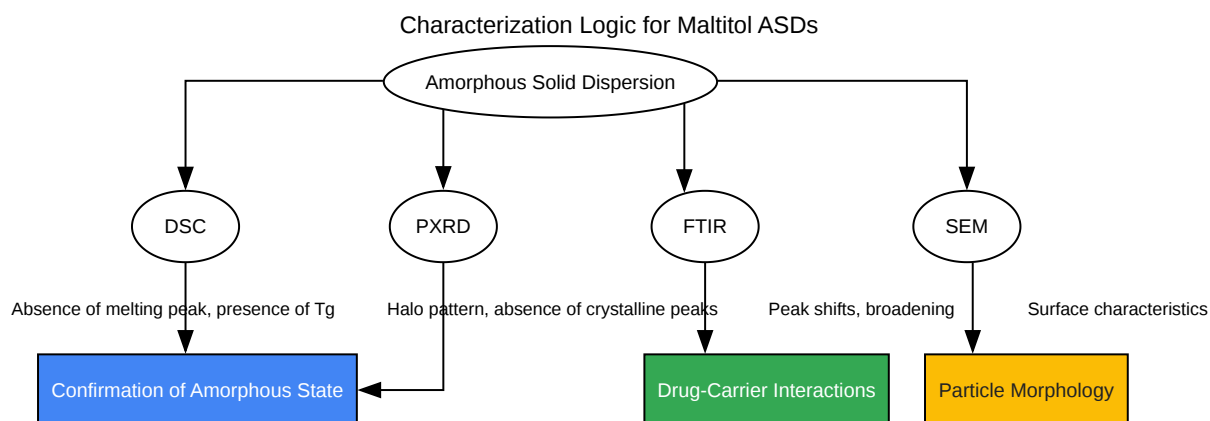 Characterization Logic for Maltitol ASDs
Amorphous Solid Dispersion
DSC
PXRD
FTIR
SEM
Absence of melting peak, presence of Tg
Halo pattern, absence of crystalline peaks
Peak shifts, broadening
Surface characteristics
Confirmation of Amorphous State
Drug-Carrier Interactions
Particle Morphology